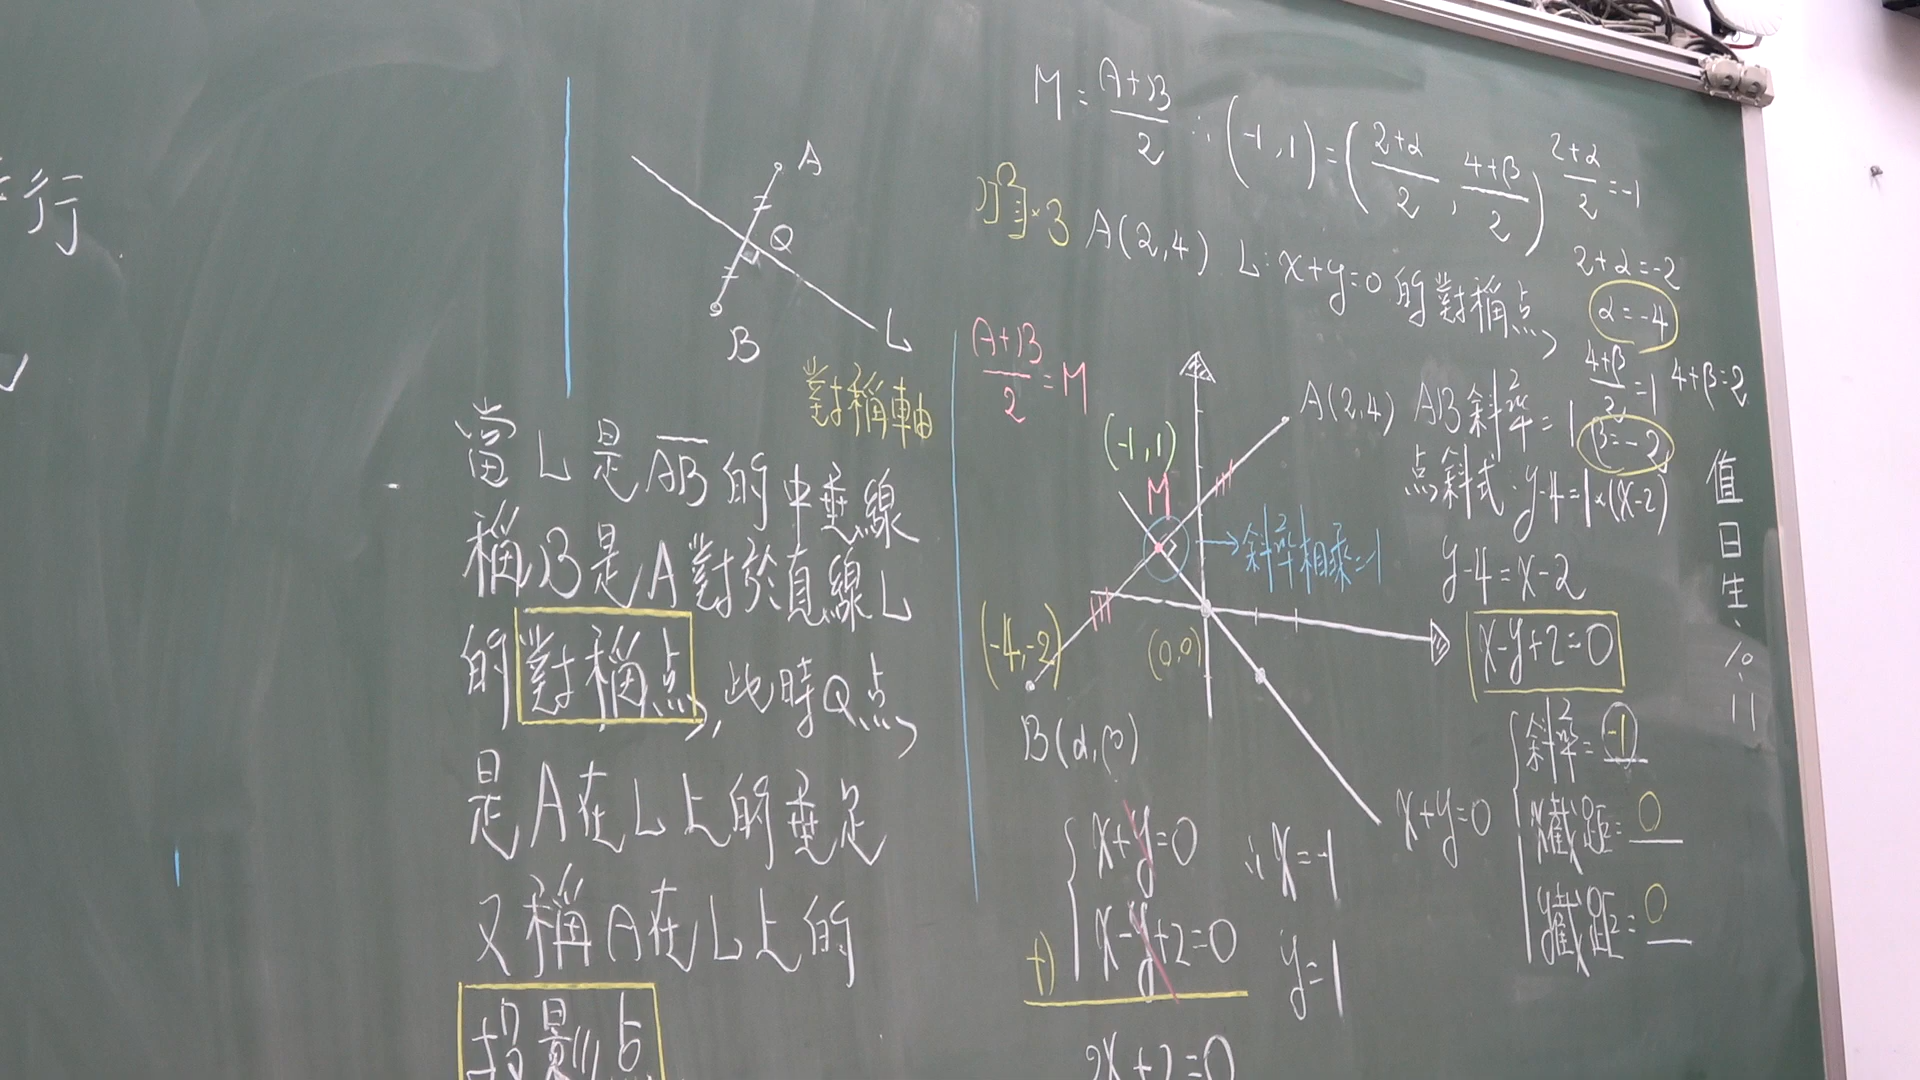 行
A
Q
B
L
對稱軸
當L是AB的中垂線
稱B是A對於直線L
的對稱点,此時Q点
是A在L上的垂足
又稱A在L上的
投影点
M=(A+B)/2 ∴(-1,1)=((2+α)/2,(4+β)/2)
(2+α)/2=-1
2+α=-2
α=-4
(4+β)/2=1 4+β=2
β=-2
3 A(2,4) L:x+y=0的對稱点
(A+B)/2=M
A(2,4)
(-1,1)
M
→斜率相乘=-1
(-4,-2)
(0,0)
B(α,β)
x+y=0
AB斜率=1
点斜式:y-4=1×(x-2)
y-4=x-2
x-y+2=0
斜率=-1
x截距=0
y截距=0
x+y=0
+) x-y+2=0
2x+2=0
∴x=-1
y=1
值日生:10.11